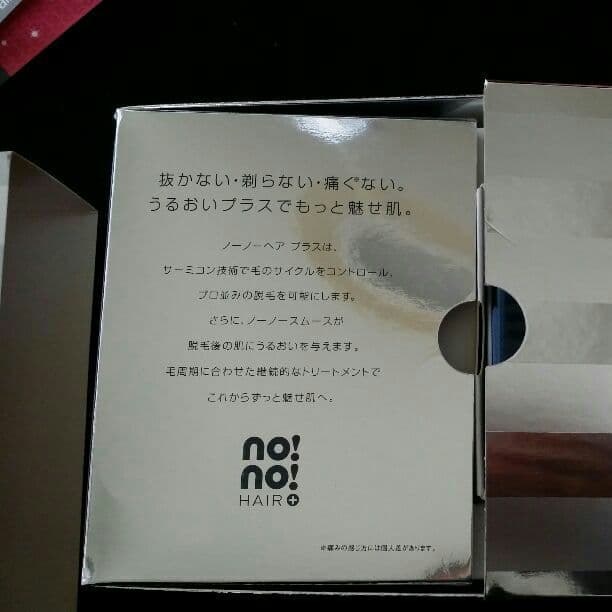 抜かない・剃らない・痛く※ない。
うるおいプラスでもっと魅せ肌。
ノーノーヘア プラスは、
サーミコン技術で毛のサイクルをコントロール、
プロ並みの脱毛を可能にします。
さらに、ノーノースムースが
脱毛後の肌にうるおいを与えます。
毛周期に合わせた継続的なトリートメントで
これからずっと魅せ肌へ。
no!
no!
HAIR+
※痛みの感じ方には個人差があります。